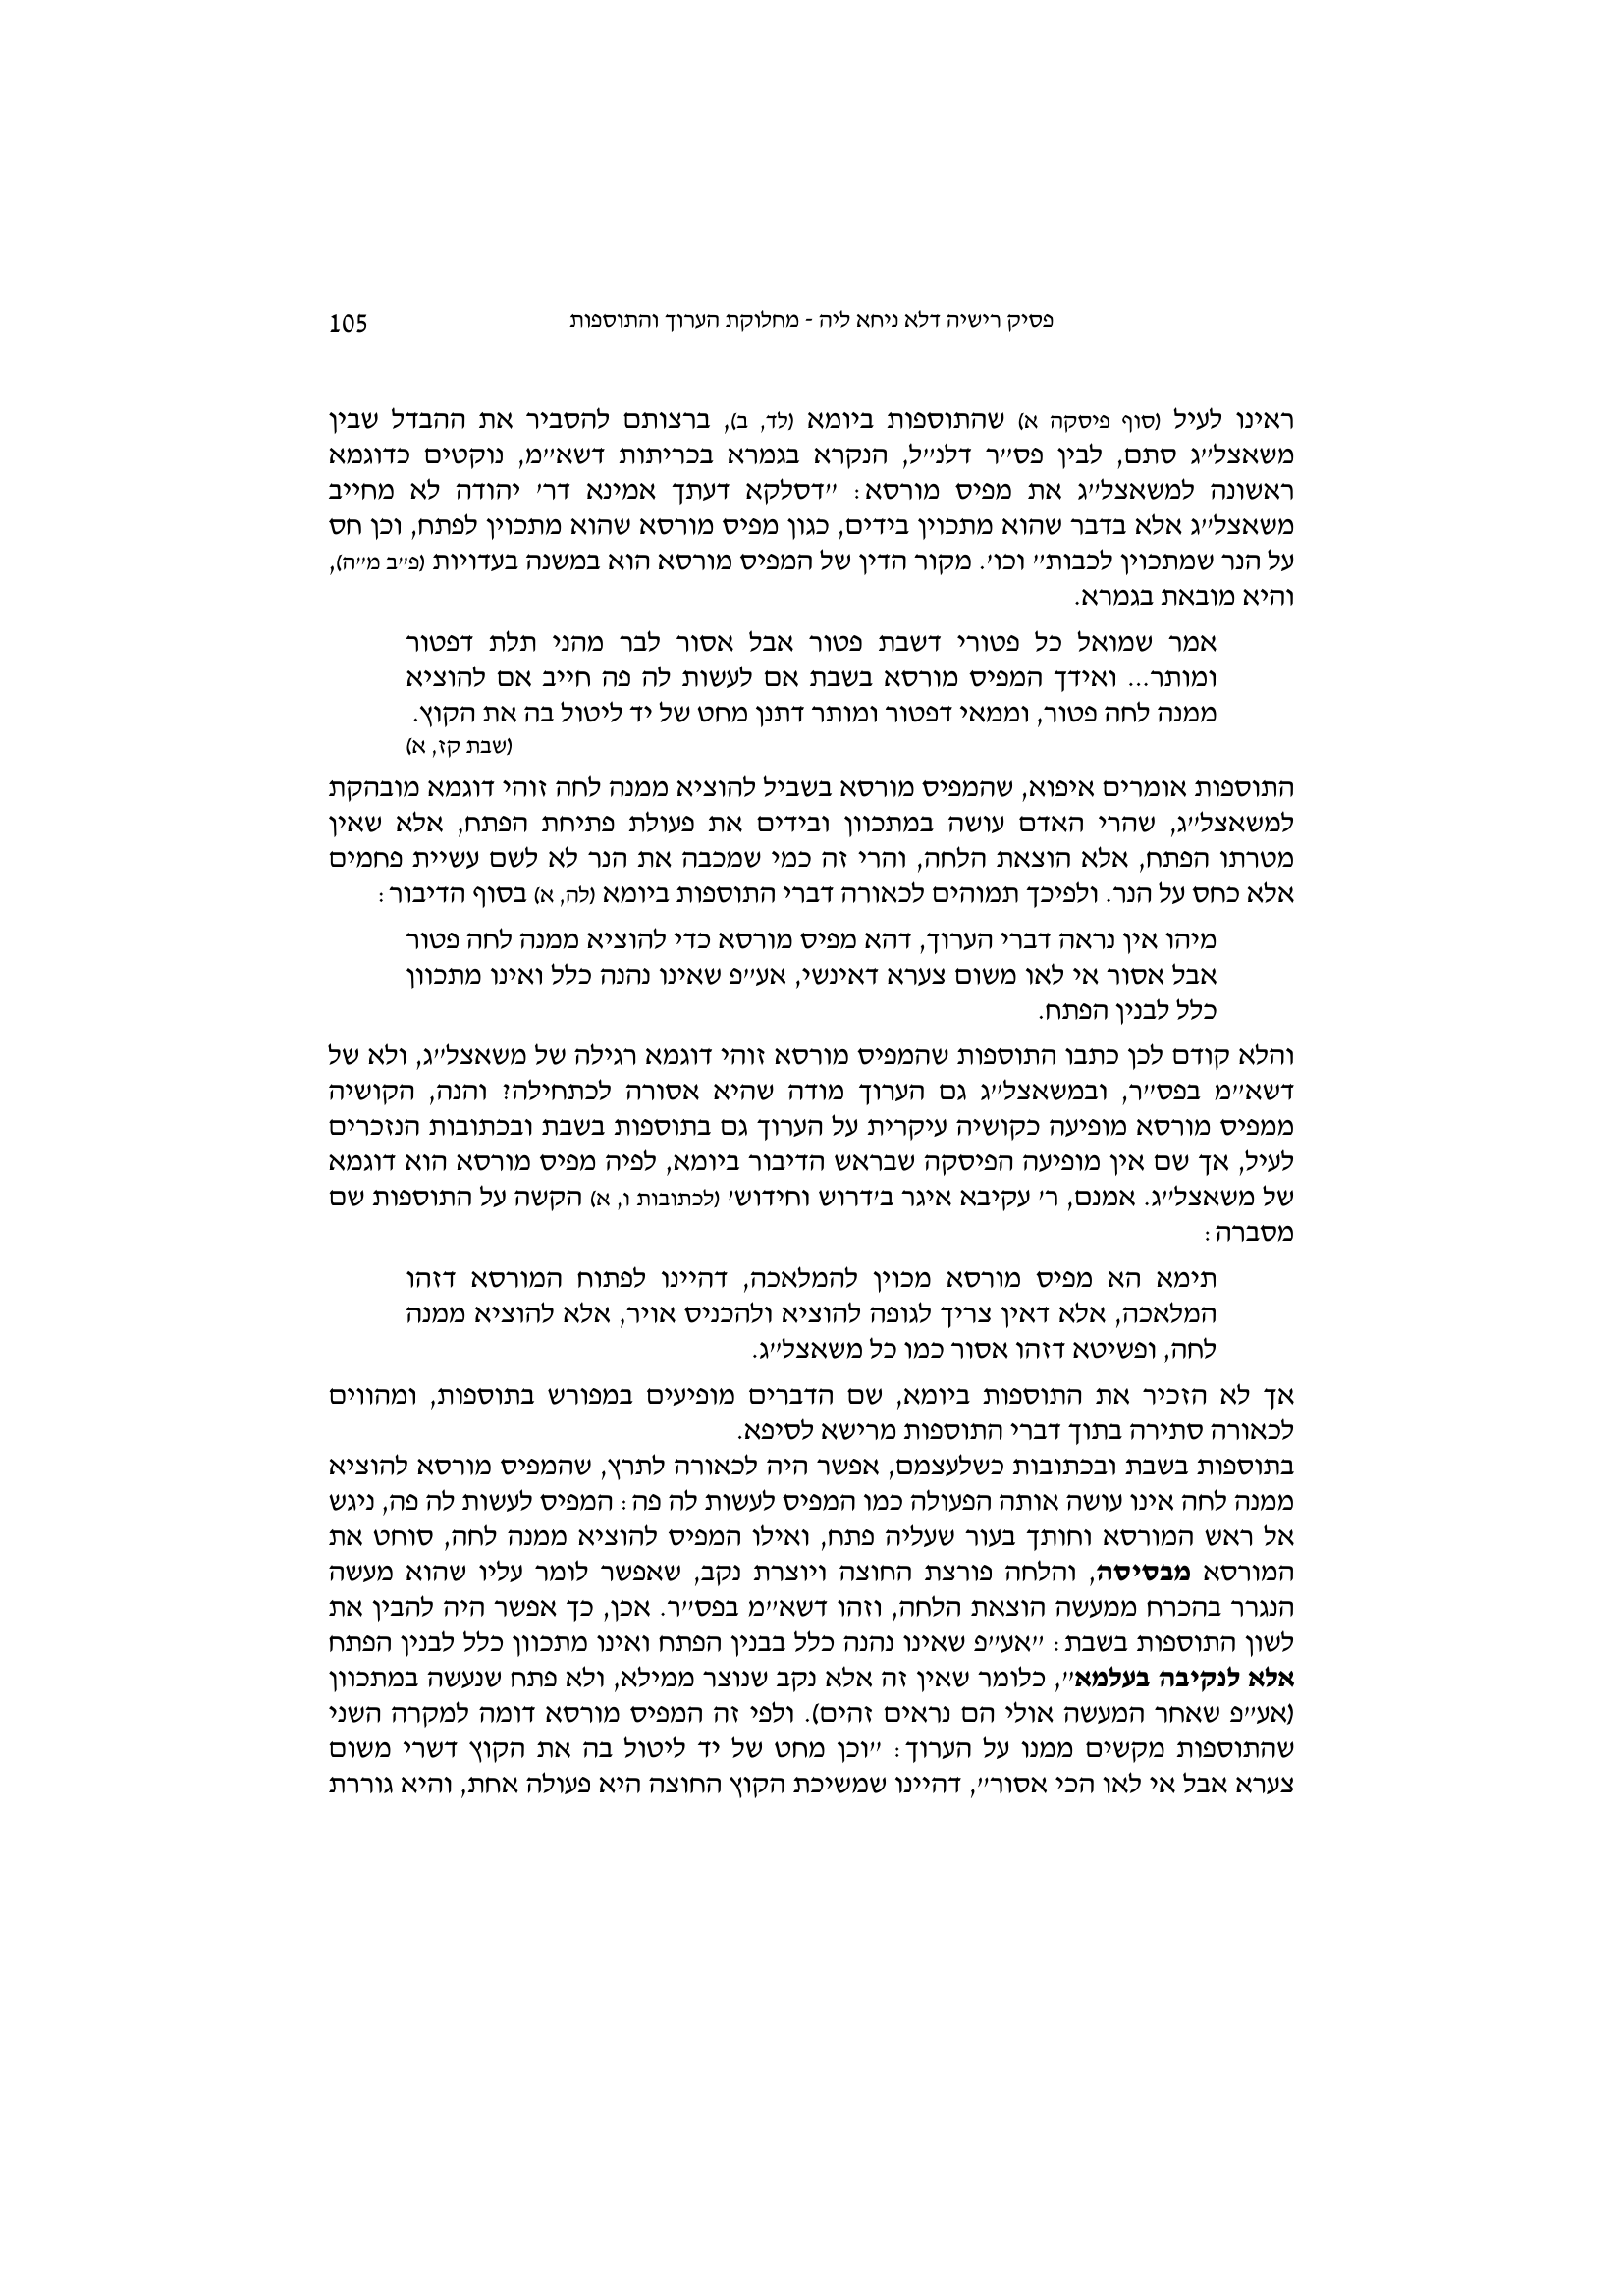 פסיק רישיה דלא ניחא ליה - מחלוקת הערוך והתוספות 105
ראינו לעיל (סוף פיסקה א) שהתוספות ביומא (לד, ב), ברצותם להסביר את ההבדל שבין
משאצל״ג סתם, לבין פס״ר דלנ״ל, הנקרא בגמרא בכריתות דשא״מ, נוקטים כדוגמא
ראשונה למשאצל״ג את מפיס מורסא: ״דסלקא דעתך אמינא דר׳ יהודה לא מחייב
משאצל״ג אלא בדבר שהוא מתכוין בידים, כגון מפיס מורסא שהוא מתכוין לפתח, וכן חס
על הנר שמתכוין לכבות״ וכו׳. מקור הדין של המפיס מורסא הוא במשנה בעדויות (פ״ב מ״ה),
והיא מובאת בגמרא.
אמר שמואל כל פטורי דשבת פטור אבל אסור לבר מהני תלת דפטור
ומותר... ואידך המפיס מורסא בשבת אם לעשות לה פה חייב אם להוציא
ממנה לחה פטור, וממאי דפטור ומותר דתנן מחט של יד ליטול בה את הקוץ.
(שבת קז, א)
התוספות אומרים איפוא, שהמפיס מורסא בשביל להוציא ממנה לחה זוהי דוגמא מובהקת
למשאצל״ג, שהרי האדם עושה במתכוון ובידים את פעולת פתיחת הפתח, אלא שאין
מטרתו הפתח, אלא הוצאת הלחה, והרי זה כמי שמכבה את הנר לא לשם עשיית פחמים
אלא כחס על הנר. ולפיכך תמוהים לכאורה דברי התוספות ביומא (לה, א) בסוף הדיבור:
מיהו אין נראה דברי הערוך, דהא מפיס מורסא כדי להוציא ממנה לחה פטור
אבל אסור אי לאו משום צערא דאינשי, אע״פ שאינו נהנה כלל ואינו מתכוון
כלל לבנין הפתח.
והלא קודם לכן כתבו התוספות שהמפיס מורסא זוהי דוגמא רגילה של משאצל״ג, ולא של
דשא״מ בפס״ר, ובמשאצל״ג גם הערוך מודה שהיא אסורה לכתחילה? והנה, הקושיה
ממפיס מורסא מופיעה כקושיה עיקרית על הערוך גם בתוספות בשבת ובכתובות הנזכרים
לעיל, אך שם אין מופיעה הפיסקה שבראש הדיבור ביומא, לפיה מפיס מורסא הוא דוגמא
של משאצל״ג. אמנם, ר׳ עקיבא איגר ב׳דרוש וחידוש׳ (לכתובות ו, א) הקשה על התוספות שם
מסברה:
תימא הא מפיס מורסא מכוין להמלאכה, דהיינו לפתוח המורסא דזהו
המלאכה, אלא דאין צריך לגופה להוציא ולהכניס אויר, אלא להוציא ממנה
לחה, ופשיטא דזהו אסור כמו כל משאצל״ג.
אך לא הזכיר את התוספות ביומא, שם הדברים מופיעים במפורש בתוספות, ומהווים
לכאורה סתירה בתוך דברי התוספות מרישא לסיפא.
בתוספות בשבת ובכתובות כשלעצמם, אפשר היה לכאורה לתרץ, שהמפיס מורסא להוציא
ממנה לחה אינו עושה אותה הפעולה כמו המפיס לעשות לה פה: המפיס לעשות לה פה, ניגש
אל ראש המורסא וחותך בעור שעליה פתח, ואילו המפיס להוציא ממנה לחה, סוחט את
המורסא מבסיסה, והלחה פורצת החוצה ויוצרת נקב, שאפשר לומר עליו שהוא מעשה
הנגרר בהכרח ממעשה הוצאת הלחה, וזהו דשא״מ בפס״ר. אכן, כך אפשר היה להבין את
לשון התוספות בשבת: ״אע״פ שאינו נהנה כלל בבנין הפתח ואינו מתכוון כלל לבנין הפתח
אלא לנקיבה בעלמא״, כלומר שאין זה אלא נקב שנוצר ממילא, ולא פתח שנעשה במתכוון
(אע״פ שאחר המעשה אולי הם נראים זהים). ולפי זה המפיס מורסא דומה למקרה השני
שהתוספות מקשים ממנו על הערוך: ״וכן מחט של יד ליטול בה את הקוץ דשרי משום
צערא אבל אי לאו הכי אסור״, דהיינו שמשיכת הקוץ החוצה היא פעולה אחת, והיא גוררת